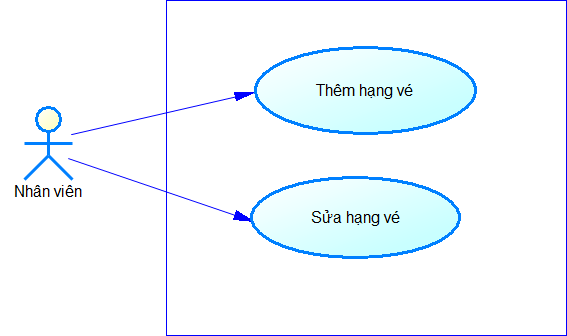 Thêm hạng vé
Nhân viên
Sửa hạng vé